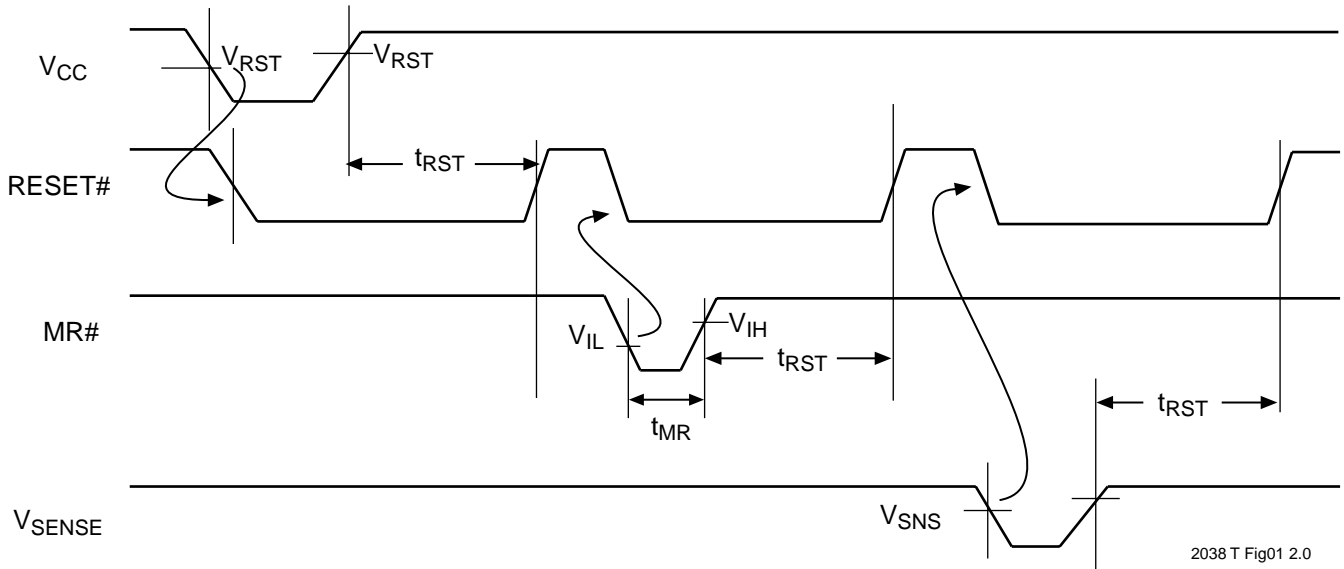 VCC
VRST
VRST
tRST
RESET#
MR#
VIL
VIH
tRST
tMR
tRST
VSENSE
VSNS
2038 T Fig01 2.0